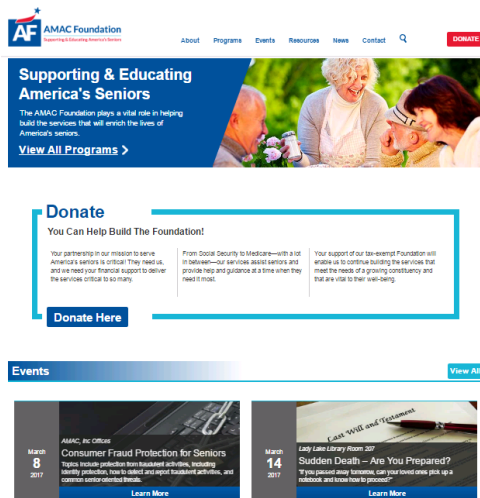 AF AMAC Foundation
Supporting & Educating America's Seniors
About Programs Events Resources News Contact DONATE
Supporting & Educating
America's Seniors
The AMAC Foundation plays a vital role in helping
build the services that will enrich the lives of
America's seniors.
View All Programs >
Donate
You Can Help Build The Foundation!
Your partnership in our mission to serve
America's seniors is critical! They need us,
and we need your financial support to deliver
the services critical to so many.
From Social Security to Medicare—with a lot
in between—our services assist seniors and
provide help and guidance at a time when they
need it most.
Your support of our tax-exempt Foundation will
enable us to continue building the services that
meet the needs of a growing constituency and
that are vital to their well-being.
Donate Here
Events
View All
March
8
2017
AMAC, Inc Offices
Consumer Fraud Protection for Seniors
Topics include protection from fraudulent activities, including
identity protection, how to detect and report fraudulent activities, and
common senior-oriented threats.
Learn More
Last Will and Testament
March
14
2017
Lady Lake Library Room 207
Sudden Death – Are You Prepared?
"If you passed away tomorrow, can your loved ones pick up a
notebook and know how to proceed?"
Learn More